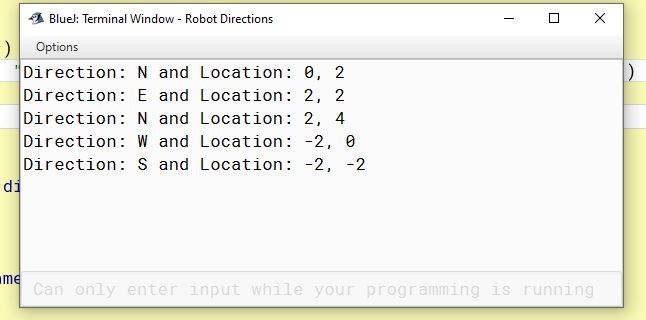 BlueJ: Terminal Window - Robot Directions
Options
)
"
Direction: N and Location: 0, 2
)
Direction: E and Location: 2, 2
Direction: N and Location: 2, 4
Direction: W and Location: -2, 0
Direction: S and Location: -2, -2
di
ame
Can only enter input while your programming is running